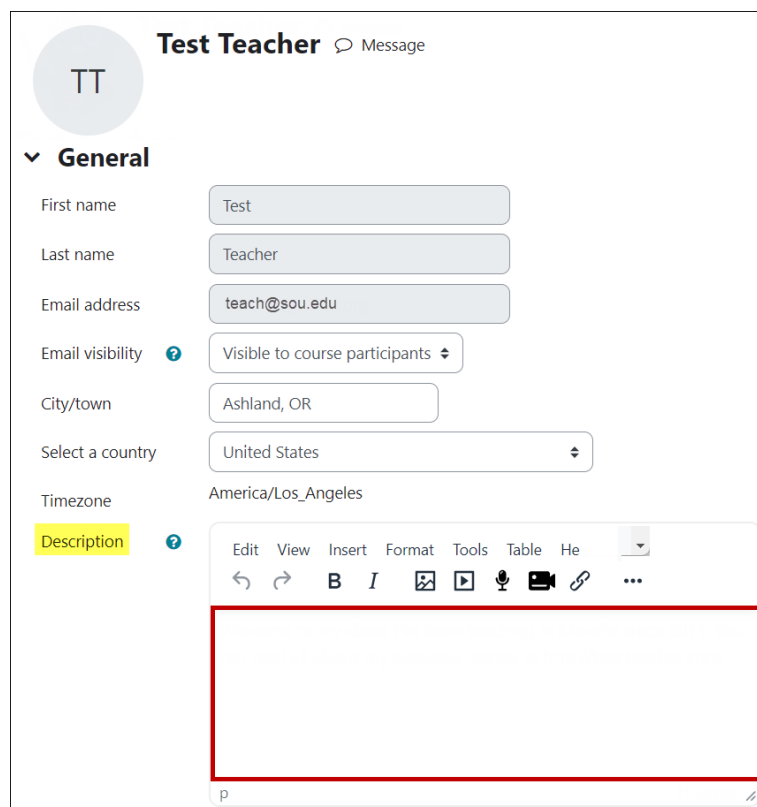 Test Teacher Message
TT
General
First name Test
Last name Teacher
Email address teach@sou.edu
Email visibility ? Visible to course participants
City/town Ashland, OR
Select a country United States
Timezone America/Los_Angeles
Description ?
Edit View Insert Format Tools Table He
B I
p